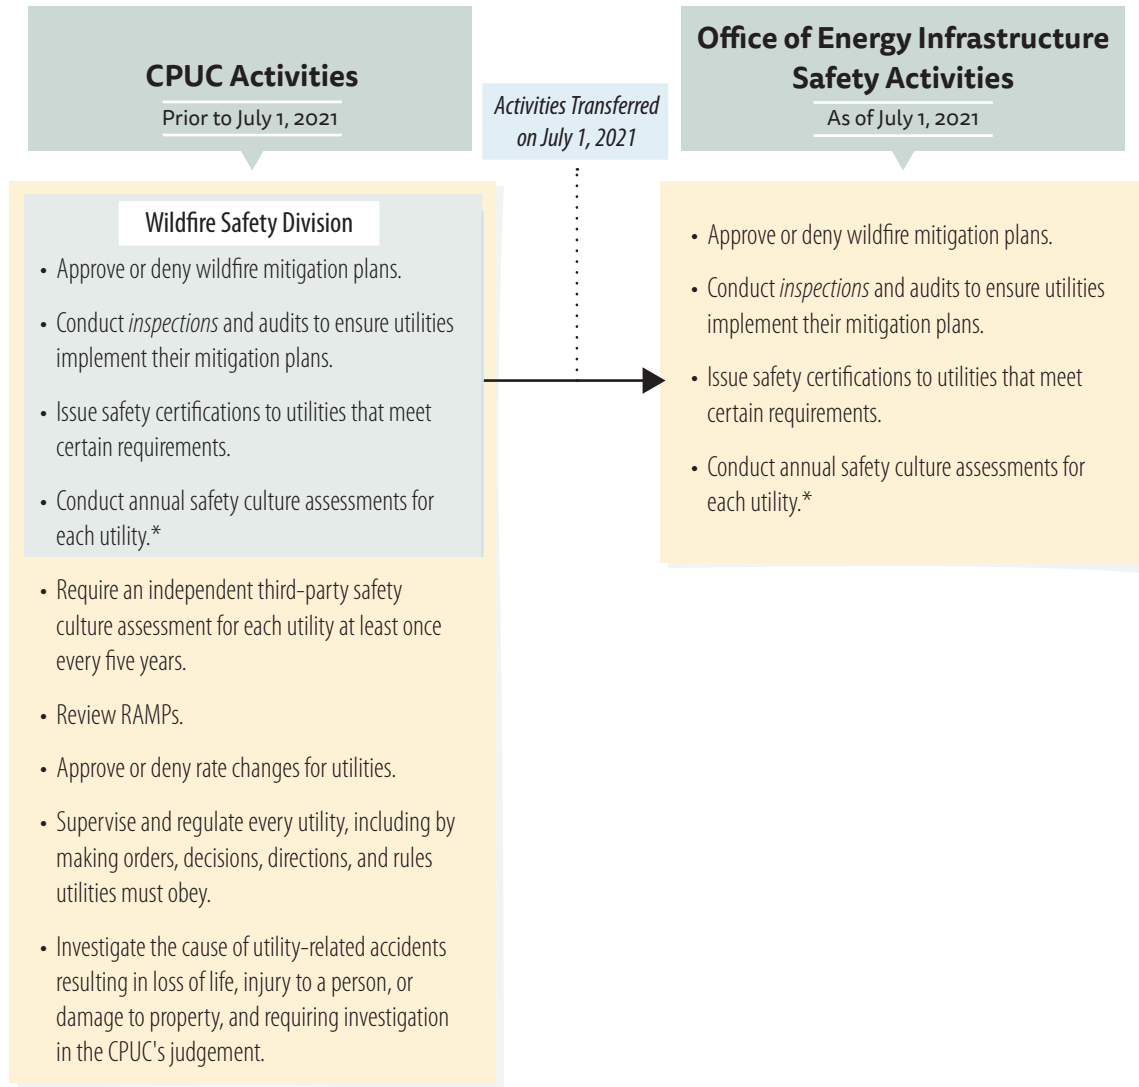 CPUC Activities
Prior to July 1, 2021
Activities Transferred
on July 1, 2021
Office of Energy Infrastructure
Safety Activities
As of July 1, 2021
Wildfire Safety Division
• Approve or deny wildfire mitigation plans.
• Conduct inspections and audits to ensure utilities
implement their mitigation plans.
• Issue safety certifications to utilities that meet
certain requirements.
• Conduct annual safety culture assessments for
each utility.*
• Require an independent third-party safety
culture assessment for each utility at least once
every five years.
• Review RAMPs.
• Approve or deny rate changes for utilities.
• Supervise and regulate every utility, including by
making orders, decisions, directions, and rules
utilities must obey.
• Investigate the cause of utility-related accidents
resulting in loss of life, injury to a person, or
damage to property, and requiring investigation
in the CPUC's judgement.
• Approve or deny wildfire mitigation plans.
• Conduct inspections and audits to ensure utilities
implement their mitigation plans.
• Issue safety certifications to utilities that meet
certain requirements.
• Conduct annual safety culture assessments for
each utility.*